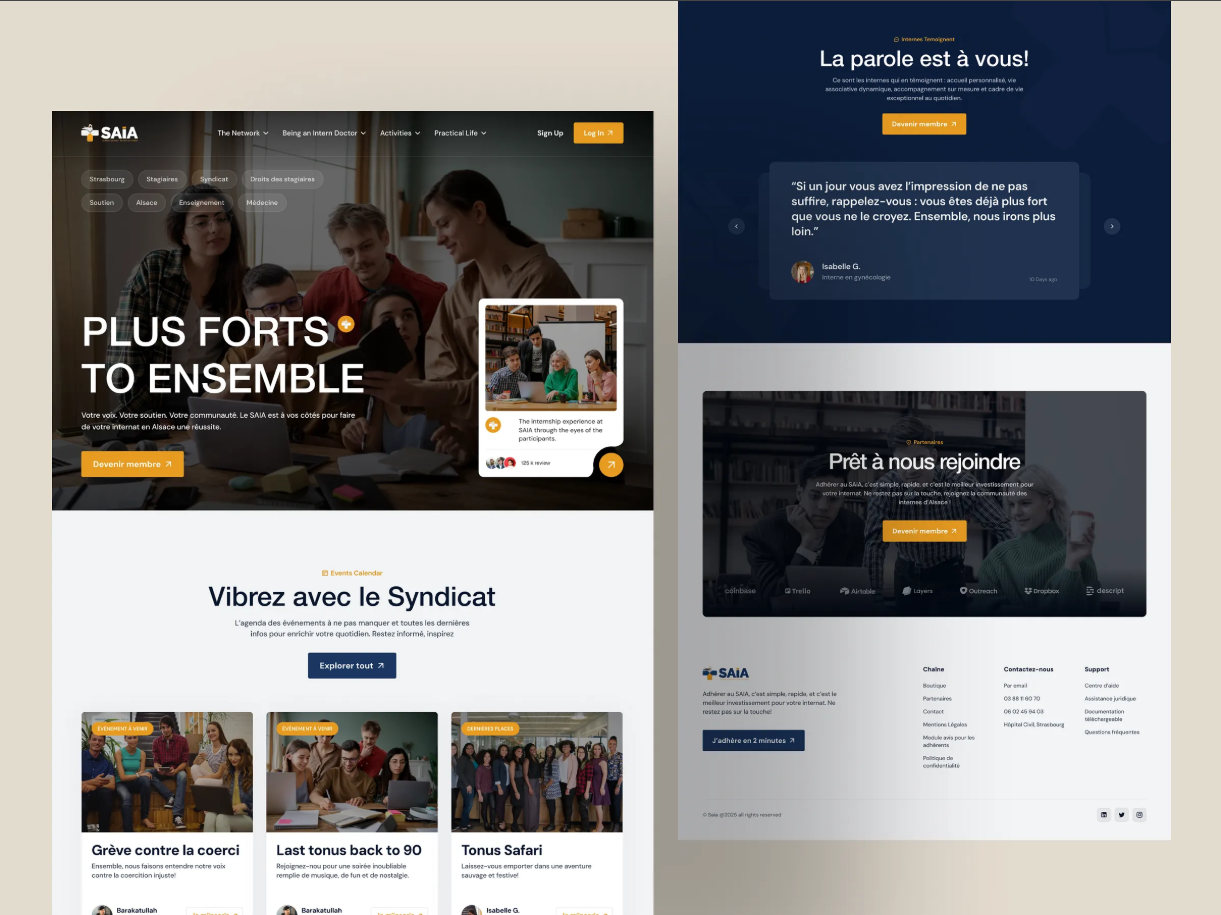 SAiA
The Network
Being an Intern Doctor
Activities
Practical Life
Sign Up
Log In
Strasbourg
Stagiaires
Syndicat
Droits des stagiaires
Soutien
Alsace
Enseignement
Médecine
PLUS FORTS
TO ENSEMBLE
Votre voix. Votre soutien. Votre communauté. Le SAIA est à vos côtés pour faire
de votre internat en Alsace une réussite.
Devenir membre
The internship experience at
SAIA through the eyes of the
participants.
125 k review
Events Calendar
Vibrez avec le Syndicat
L'agenda des événements à ne pas manquer et toutes les dernières
infos pour enrichir votre quotidien. Restez informé, inspirez
Explorer tout
ÉVÉNEMENT À VENIR
Grève contre la coerci
Ensemble, nous faisons entendre notre voix
contre la coercition injuste!
Barakatullah
ÉVÉNEMENT À VENIR
Last tonus back to 90
Rejoignez-nou pour une soirée inoubliable
remplie de musique, de fun et de nostalgie.
Barakatullah
DERNIÈRES PLACES
Tonus Safari
Laissez-vous emporter dans une aventure
sauvage et festive!
Isabelle G.
Internes Temoignent
La parole est à vous!
Ce sont les internes qui en témoignent : accueil personnalisé, vie
associative dynamique, accompagnement sur mesure et cadre de vie
exceptionnel au quotidien.
Devenir membre
“Si un jour vous avez l’impression de ne pas
suffire, rappelez-vous : vous êtes déjà plus fort
que vous ne le croyez. Ensemble, nous irons plus
loin.”
Isabelle G.
Interne en gynécologie
10 Days ago
Partenaires
Prêt à nous rejoindre
Adhérer au SAIA, c'est simple, rapide, et c'est le meilleur investissement pour
votre internat. Ne restez pas sur la touche, rejoignez la communauté des
internes d'Alsace !
Devenir membre
coinbase
Trello
Airtable
Layers
Outreach
Dropbox
descript
SAiA
Adhérer au SAIA, c'est simple, rapide, et c'est le
meilleur investissement pour votre internat. Ne
restez pas sur la touche!
J'adhère en 2 minutes
Chaîne
Boutique
Partenaires
Contact
Mentions Légales
Module avis pour les
adhérents
Politique de
confidentialité
Contactez-nous
Par email
03 88 11 60 70
06 02 45 94 03
Hôpital Civil, Strasbourg
Support
Centre d'aide
Assistance juridique
Documentation
téléchargeable
Questions fréquentes
© Saia @2025 all rights reserved